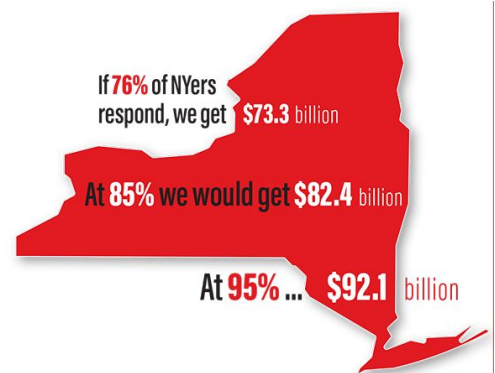 If 76% of NYers
respond, we get $73.3 billion
At 85% we would get $82.4 billion
At 95% ... $92.1 billion